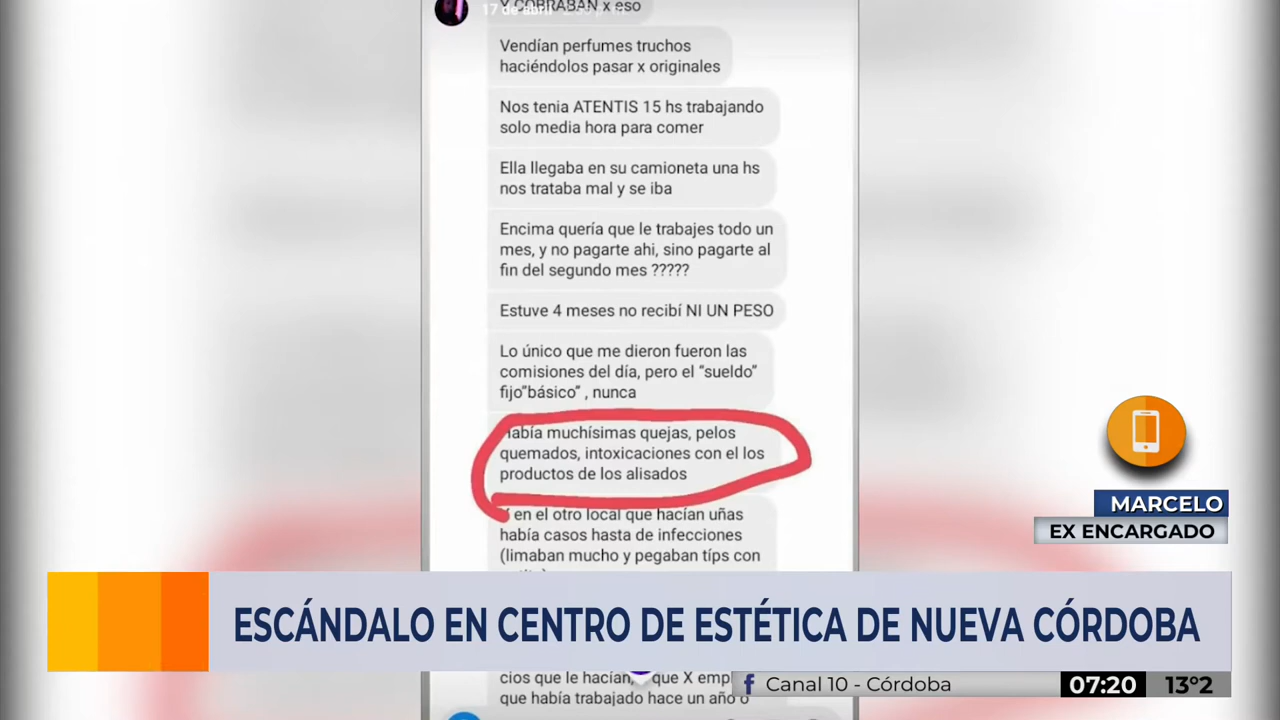 Y COBRABAN x eso
17 de abril
Vendían perfumes truchos
haciéndolos pasar x originales
Nos tenia ATENTIS 15 hs trabajando
solo media hora para comer
Ella llegaba en su camioneta una hs
nos trataba mal y se iba
Encima quería que le trabajes todo un
mes, y no pagarte ahi, sino pagarte al
fin del segundo mes ?????
Estuve 4 meses no recibí NI UN PESO
Lo único que me dieron fueron las
comisiones del día, pero el “sueldo”
fijo”básico” , nunca
Había muchísimas quejas, pelos
quemados, intoxicaciones con el los
productos de los alisados
Y en el otro local que hacían uñas
había casos hasta de infecciones
(limaban mucho y pegaban típs con
MARCELO
EX ENCARGADO
ESCÁNDALO EN CENTRO DE ESTÉTICA DE NUEVA CÓRDOBA
cios que le hacían, que X
que había trabajado hace un año o
Canal 10 - Córdoba
07:20
13°2